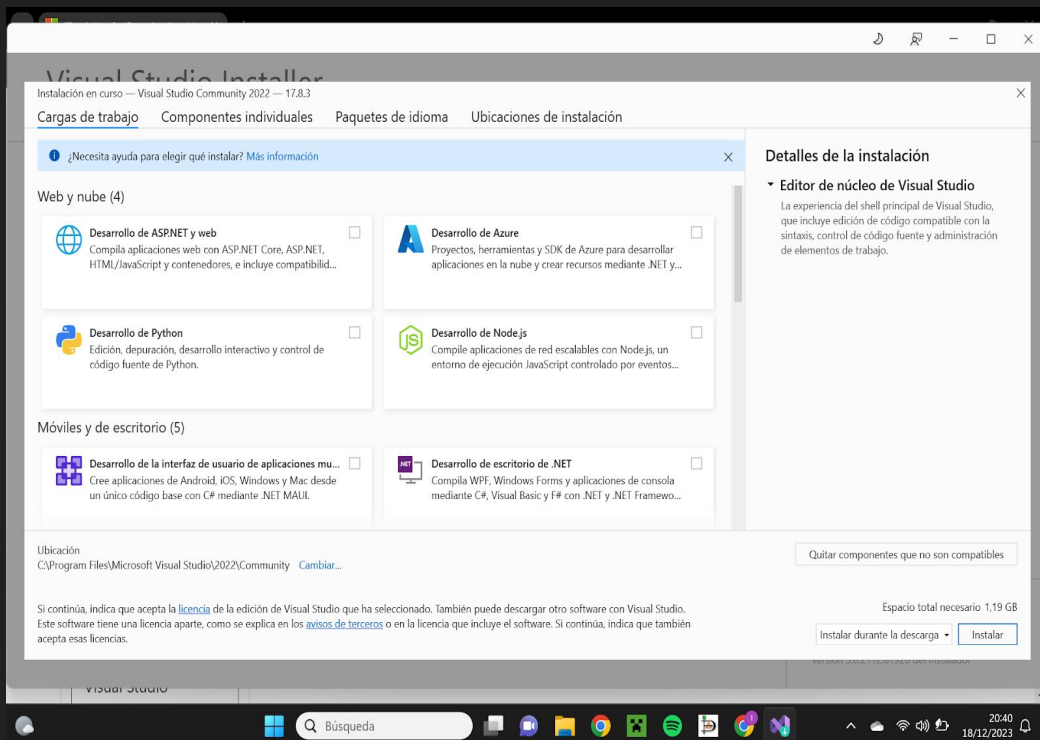 Visual Studio Installer
Instalación en curso — Visual Studio Community 2022 — 17.8.3
Cargas de trabajo Componentes individuales Paquetes de idioma Ubicaciones de instalación
¿Necesita ayuda para elegir qué instalar? Más información
Web y nube (4)
Desarrollo de ASP.NET y web
Compila aplicaciones web con ASP.NET Core, ASP.NET,
HTML/JavaScript y contenedores, e incluye compatibilid...
Desarrollo de Azure
Proyectos, herramientas y SDK de Azure para desarrollar
aplicaciones en la nube y crear recursos mediante .NET y...
Desarrollo de Python
Edición, depuración, desarrollo interactivo y control de
código fuente de Python.
JS
Desarrollo de Node.js
Compile aplicaciones de red escalables con Node.js, un
entorno de ejecución JavaScript controlado por eventos...
Móviles y de escritorio (5)
Desarrollo de la interfaz de usuario de aplicaciones mu...
Cree aplicaciones de Android, iOS, Windows y Mac desde
un único código base con C# mediante .NET MAUI.
.NET
Desarrollo de escritorio de .NET
Compila WPF, Windows Forms y aplicaciones de consola
mediante C#, Visual Basic y F# con .NET y .NET Framewo...
Detalles de la instalación
Editor de núcleo de Visual Studio
La experiencia del shell principal de Visual Studio,
que incluye edición de código compatible con la
sintaxis, control de código fuente y administración
de elementos de trabajo.
Ubicación
C:\Program Files\Microsoft Visual Studio\2022\Community Cambiar...
Quitar componentes que no son compatibles
Si continúa, indica que acepta la licencia de la edición de Visual Studio que ha seleccionado. También puede descargar otro software con Visual Studio.
Este software tiene una licencia aparte, como se explica en los avisos de terceros o en la licencia que incluye el software. Si continúa, indica que también
acepta esas licencias.
Espacio total necesario 1,19 GB
Instalar durante la descarga Instalar
del instalador
Visual Studio
Búsqueda
20:40
18/12/2023